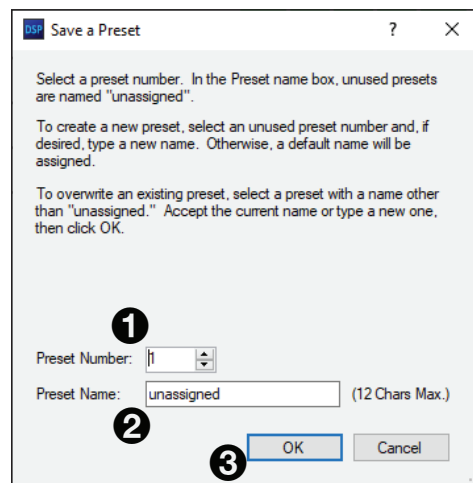 DSP Save a Preset ? ×
Select a preset number. In the Preset name box, unused presets
are named "unassigned".
To create a new preset, select an unused preset number and, if
desired, type a new name. Otherwise, a default name will be
assigned.
To overwrite an existing preset, select a preset with a name other
than "unassigned." Accept the current name or type a new one,
then click OK.
1
Preset Number: 1
Preset Name: unassigned (12 Chars Max.)
2
3 OK Cancel